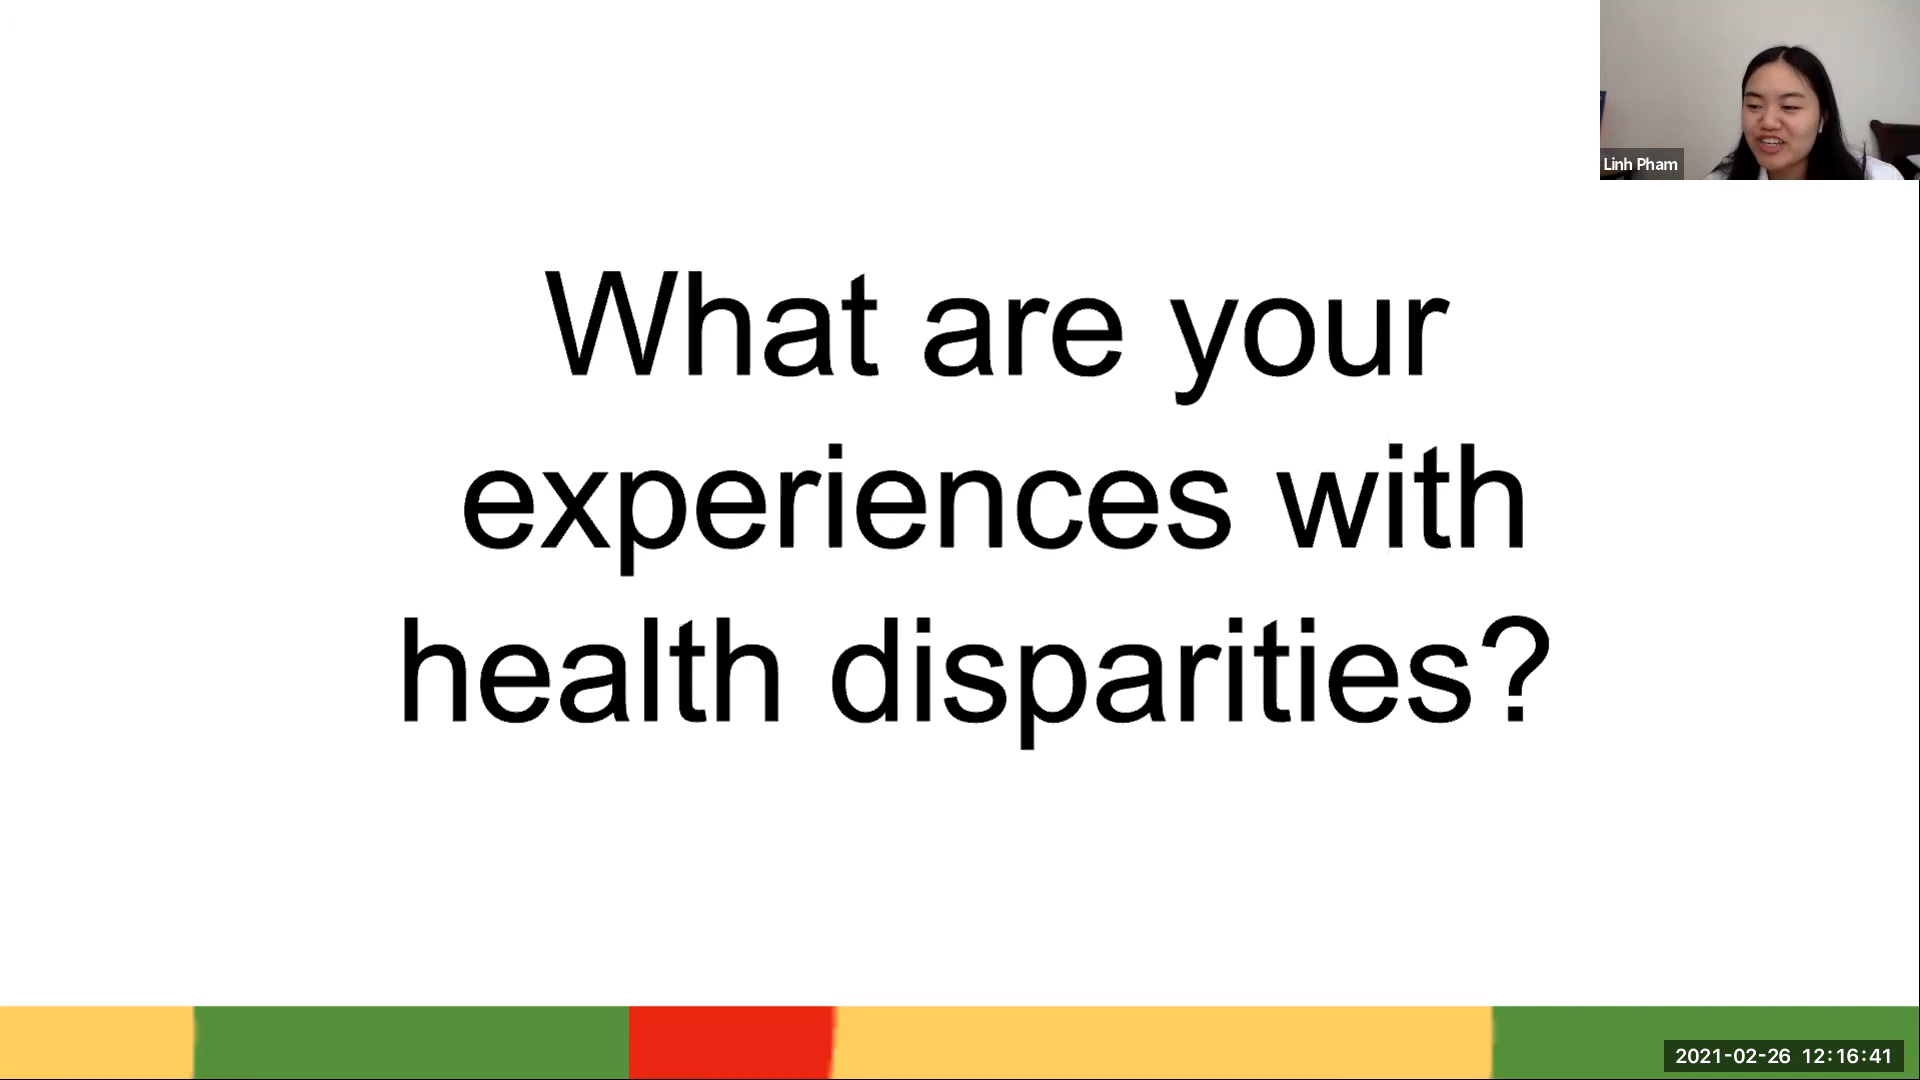 Linh Pham
What are your
experiences with
health disparities?
2021-02-26 12:16:41